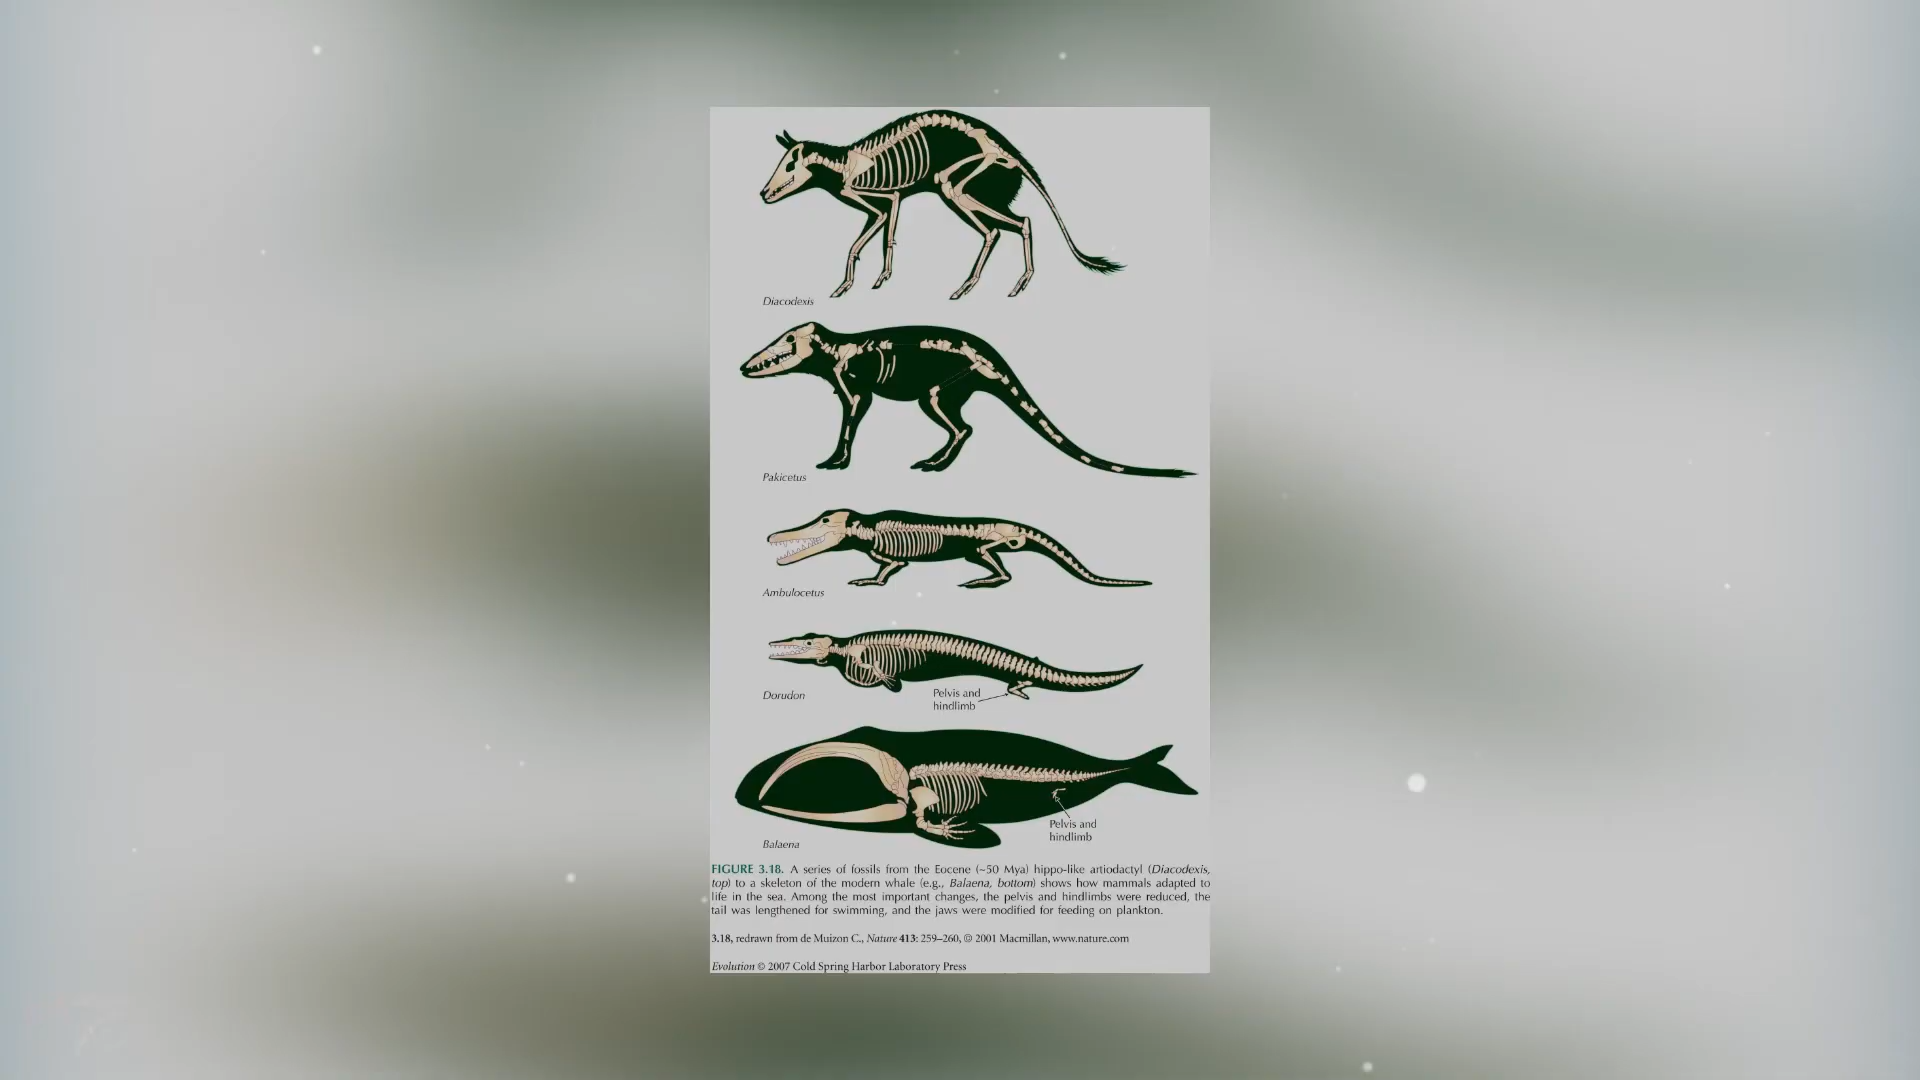 Diacodexis
Pakicetus
Ambulocetus
Dorudon
Pelvis and
hindlimb
Pelvis and
hindlimb
Balaena
FIGURE 3.18. A series of fossils from the Eocene (~50 Mya) hippo-like artiodactyl (Diacodexis,
top) to a skeleton of the modern whale (e.g., Balaena, bottom) shows how mammals adapted to
life in the sea. Among the most important changes, the pelvis and hindlimbs were reduced, the
tail was lengthened for swimming, and the jaws were modified for feeding on plankton.
3.18, redrawn from de Muizon C., Nature 413: 259–260, © 2001 Macmillan, www.nature.com
Evolution © 2007 Cold Spring Harbor Laboratory Press